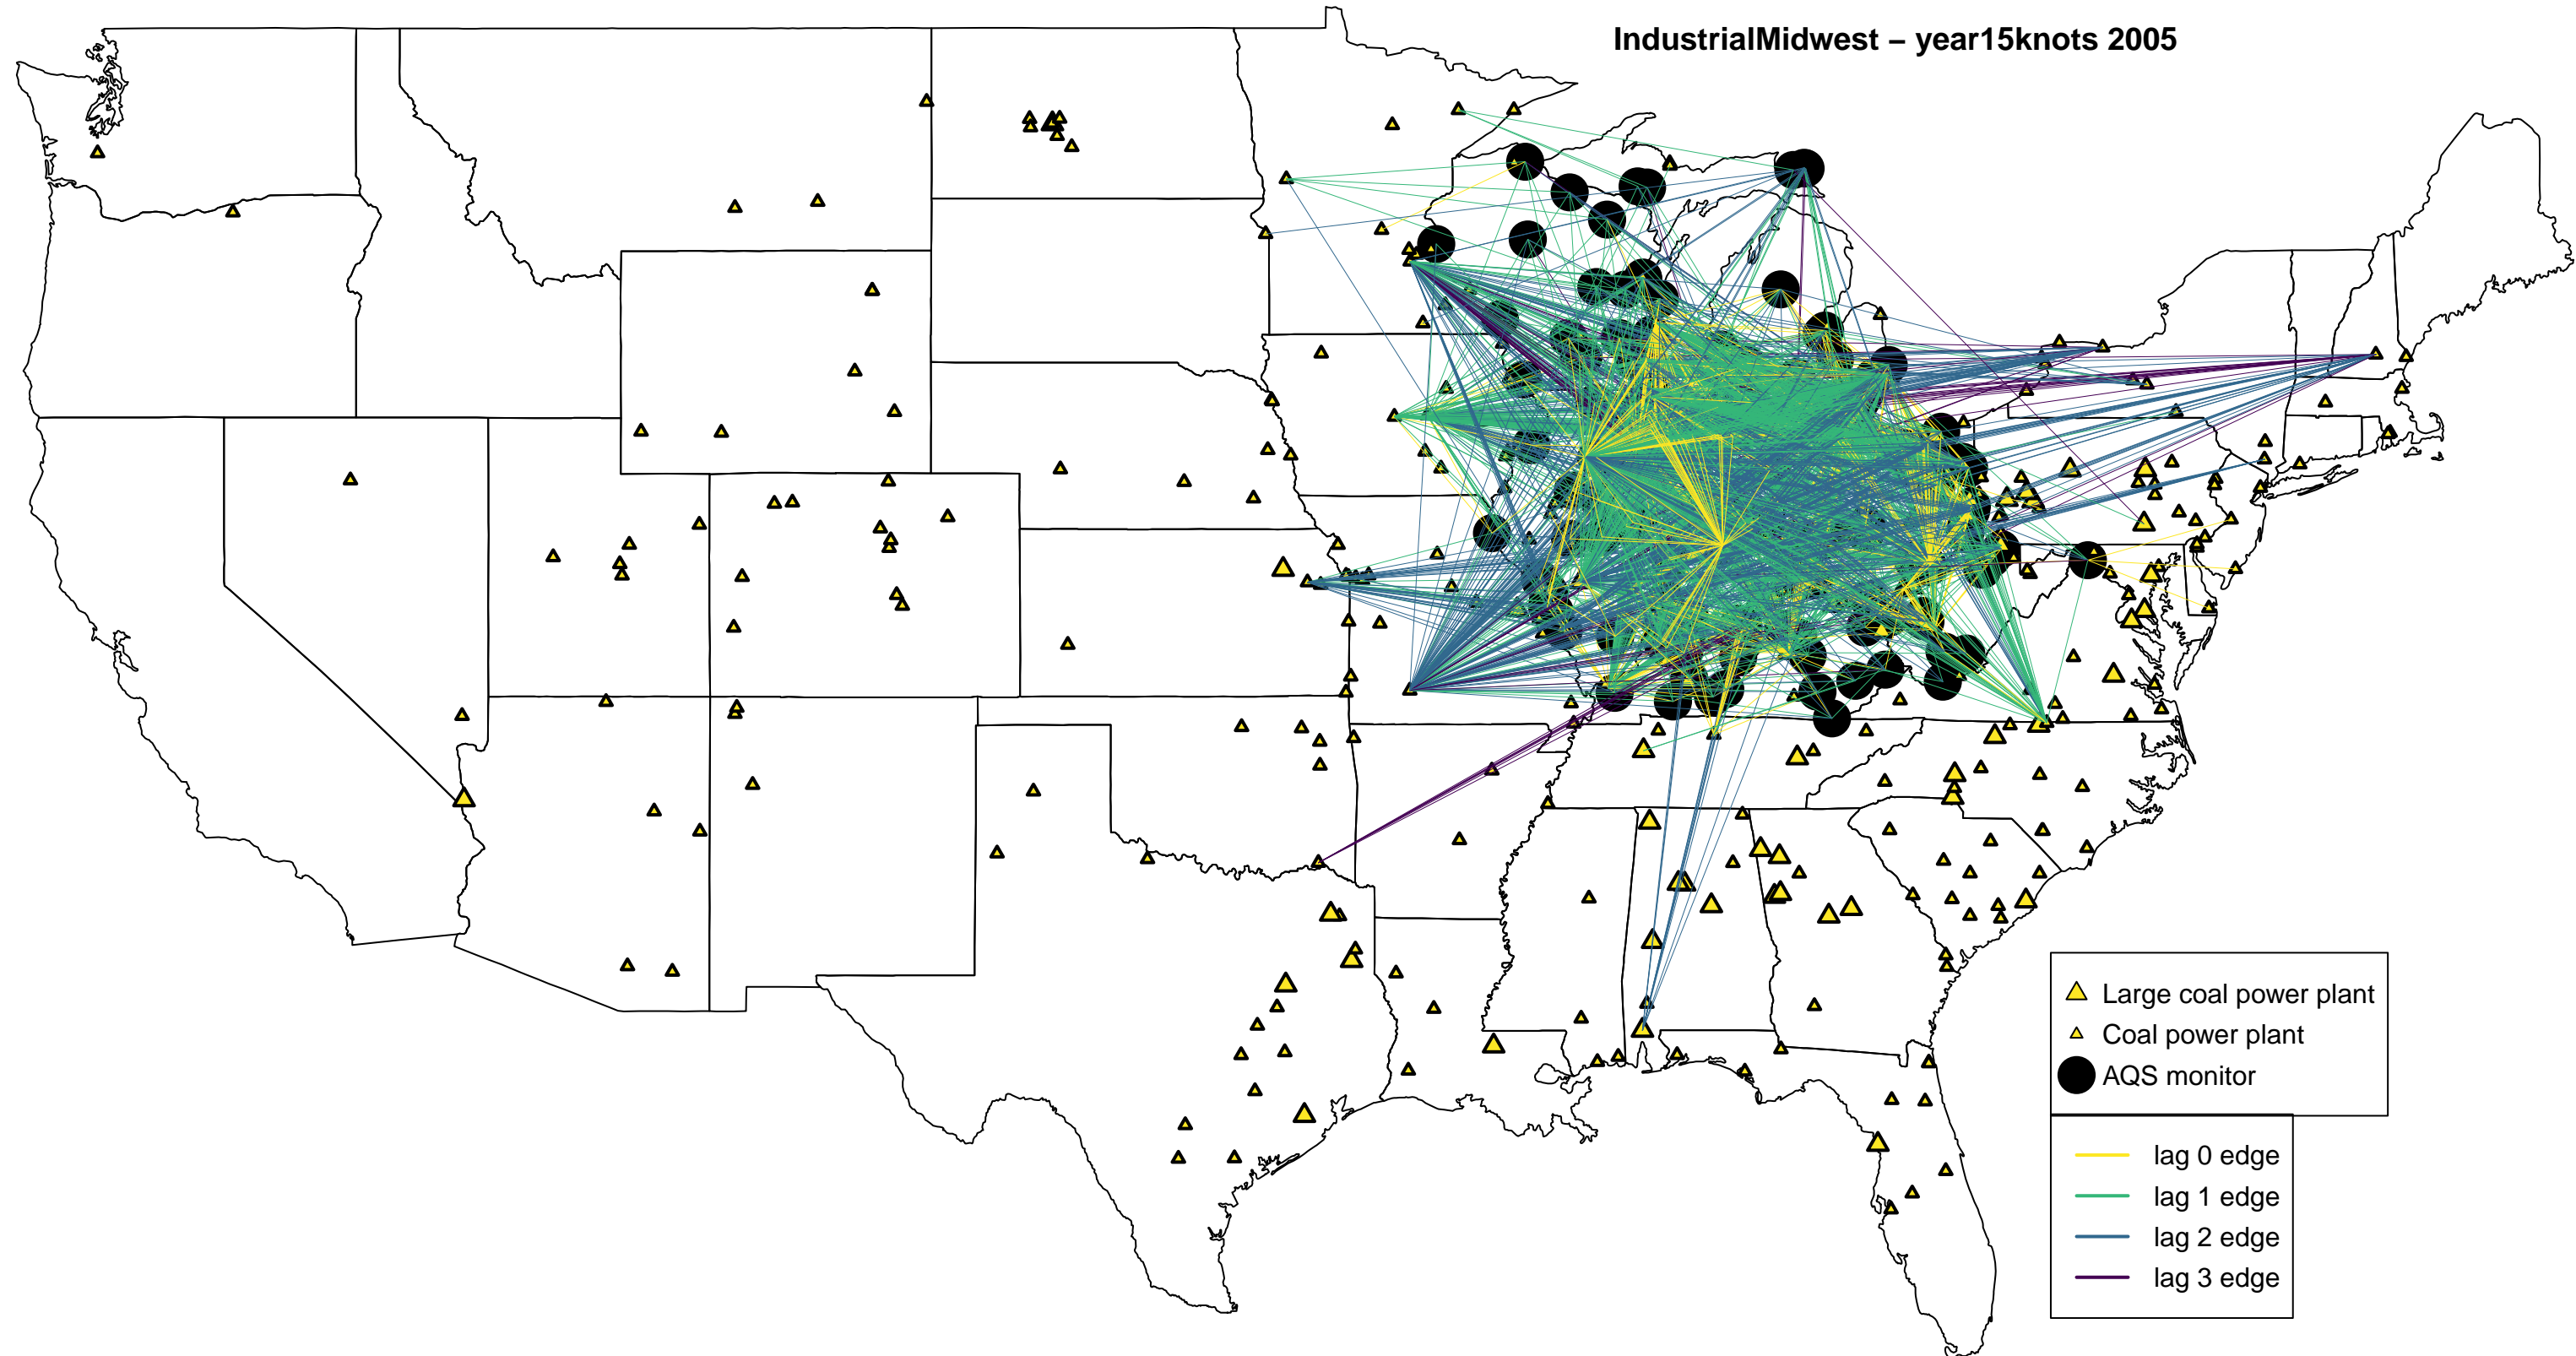 IndustrialMidwest – year15knots 2005
Large coal power plant
Coal power plant
AQS monitor
lag 0 edge
lag 1 edge
lag 2 edge
lag 3 edge